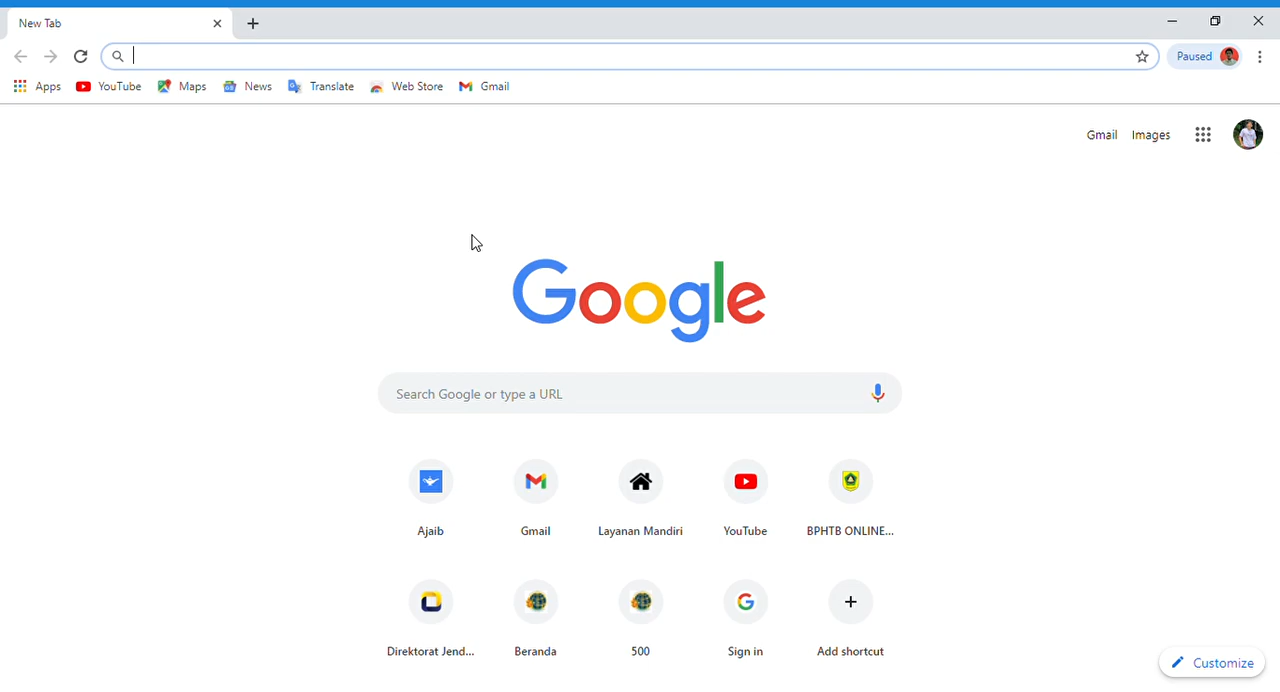 New Tab
Paused
Apps YouTube Maps News Translate Web Store Gmail
Gmail Images
Google
Search Google or type a URL
Ajaib Gmail Layanan Mandiri YouTube BPHTB ONLINE...
Direktorat Jend... Beranda 500 Sign in Add shortcut
Customize